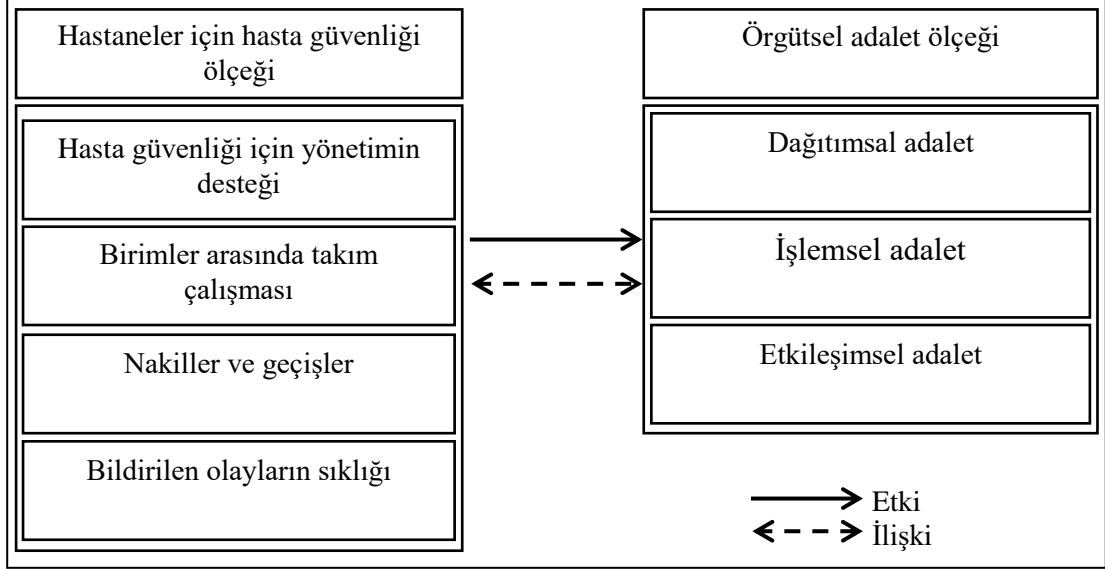 Hastaneler için hasta güvenliği
ölçeği
Hasta güvenliği için yönetimin
desteği
Birimler arasında takım
çalışması
Nakiller ve geçişler
Bildirilen olayların sıklığı
Örgütsel adalet ölçeği
Dağıtımsal adalet
İşlemsel adalet
Etkileşimsel adalet
Etki
İlişki